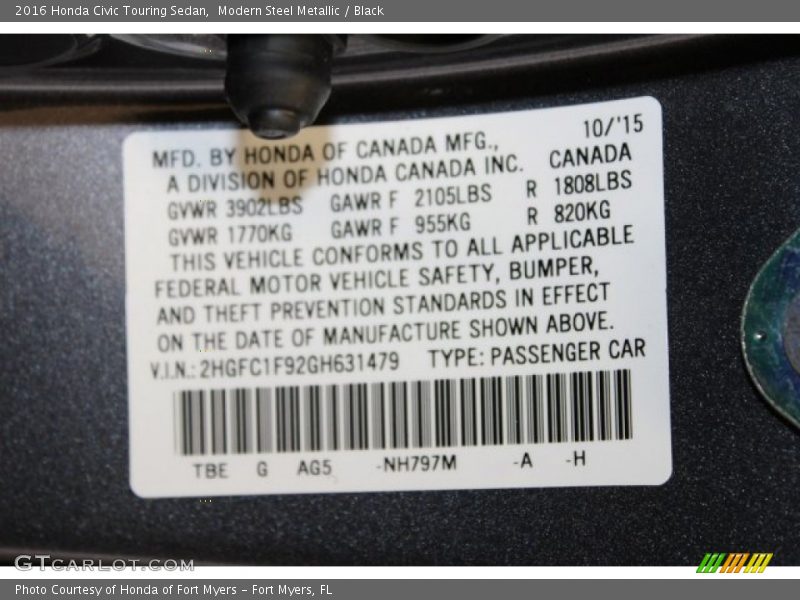 2016 Honda Civic Touring Sedan, Modern Steel Metallic / Black
MFD. BY HONDA OF CANADA MFG., 10/'15
A DIVISION OF HONDA CANADA INC. CANADA
GVWR 3902LBS GAWR F 2105LBS R 1808LBS
GVWR 1770KG GAWR F 955KG R 820KG
THIS VEHICLE CONFORMS TO ALL APPLICABLE
FEDERAL MOTOR VEHICLE SAFETY, BUMPER,
AND THEFT PREVENTION STANDARDS IN EFFECT
ON THE DATE OF MANUFACTURE SHOWN ABOVE.
V.I.N.: 2HGFC1F92GH631479 TYPE: PASSENGER CAR
TBE G AG5 -NH797M -A -H
GTCARLOT.COM
Photo Courtesy of Honda of Fort Myers - Fort Myers, FL